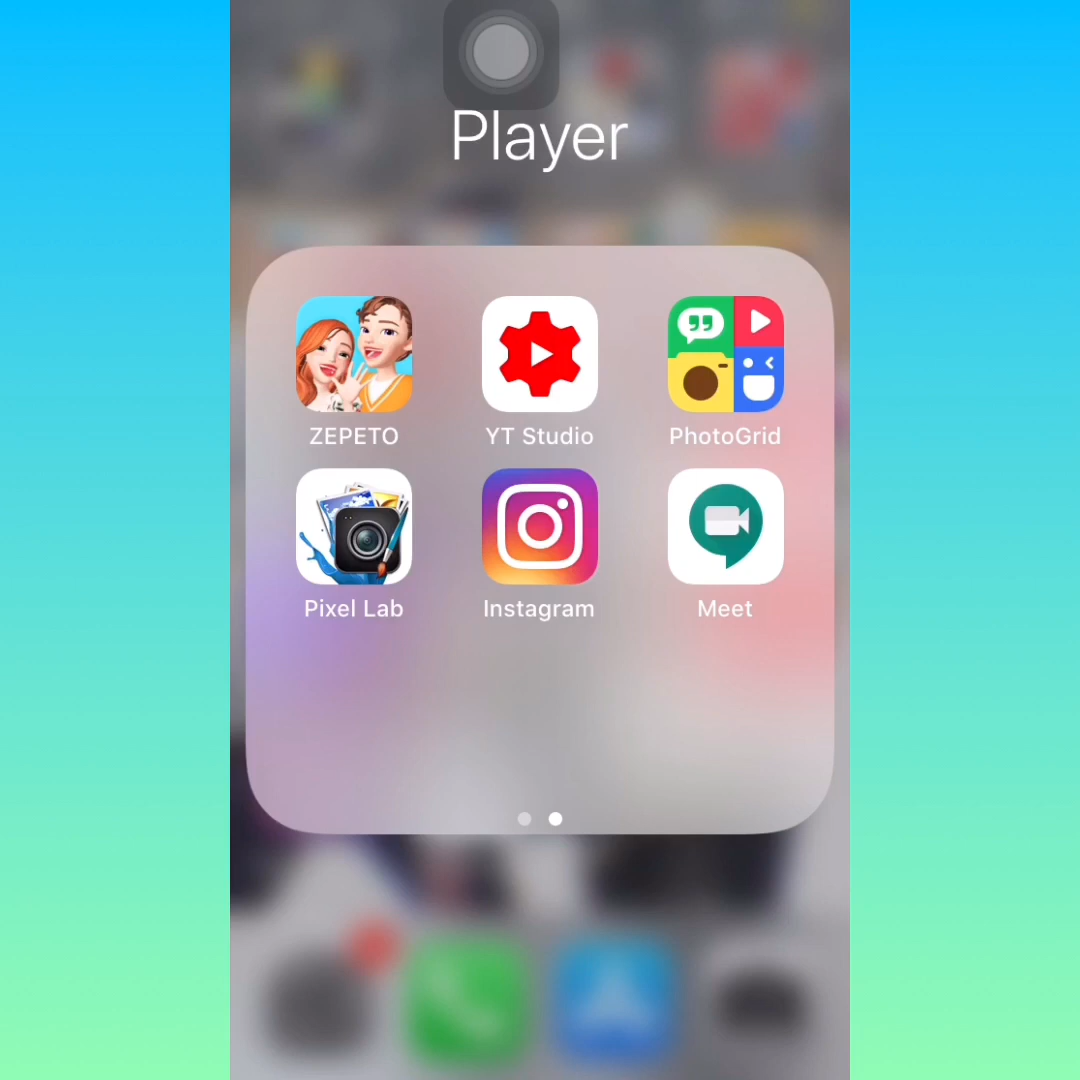 Player
ZEPETO
YT Studio
PhotoGrid
Pixel Lab
Instagram
Meet